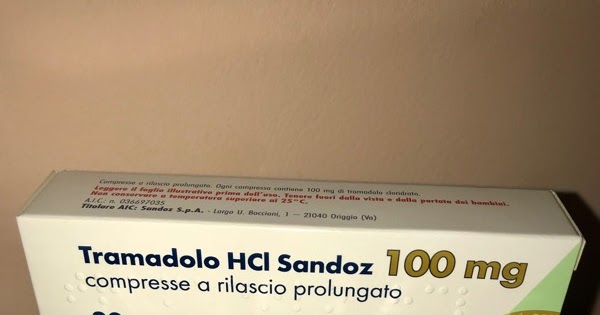 Compresse a rilascio prolungato. Ogni compressa contiene 100 mg di tramadolo cloridrato.
Leggere il foglio illustrativo prima dell'uso. Tenere fuori dalla vista e dalla portata dei bambini.
Non conservare a temperatura superiore ai 25°C.
A.I.C.: n. 036697035
Titolare AIC: Sandoz S.p.A. - Largo U. Boccioni, 1 – 21040 Origgio (Va)
Tramadolo HCl Sandoz 100 mg
compresse a rilascio prolungato